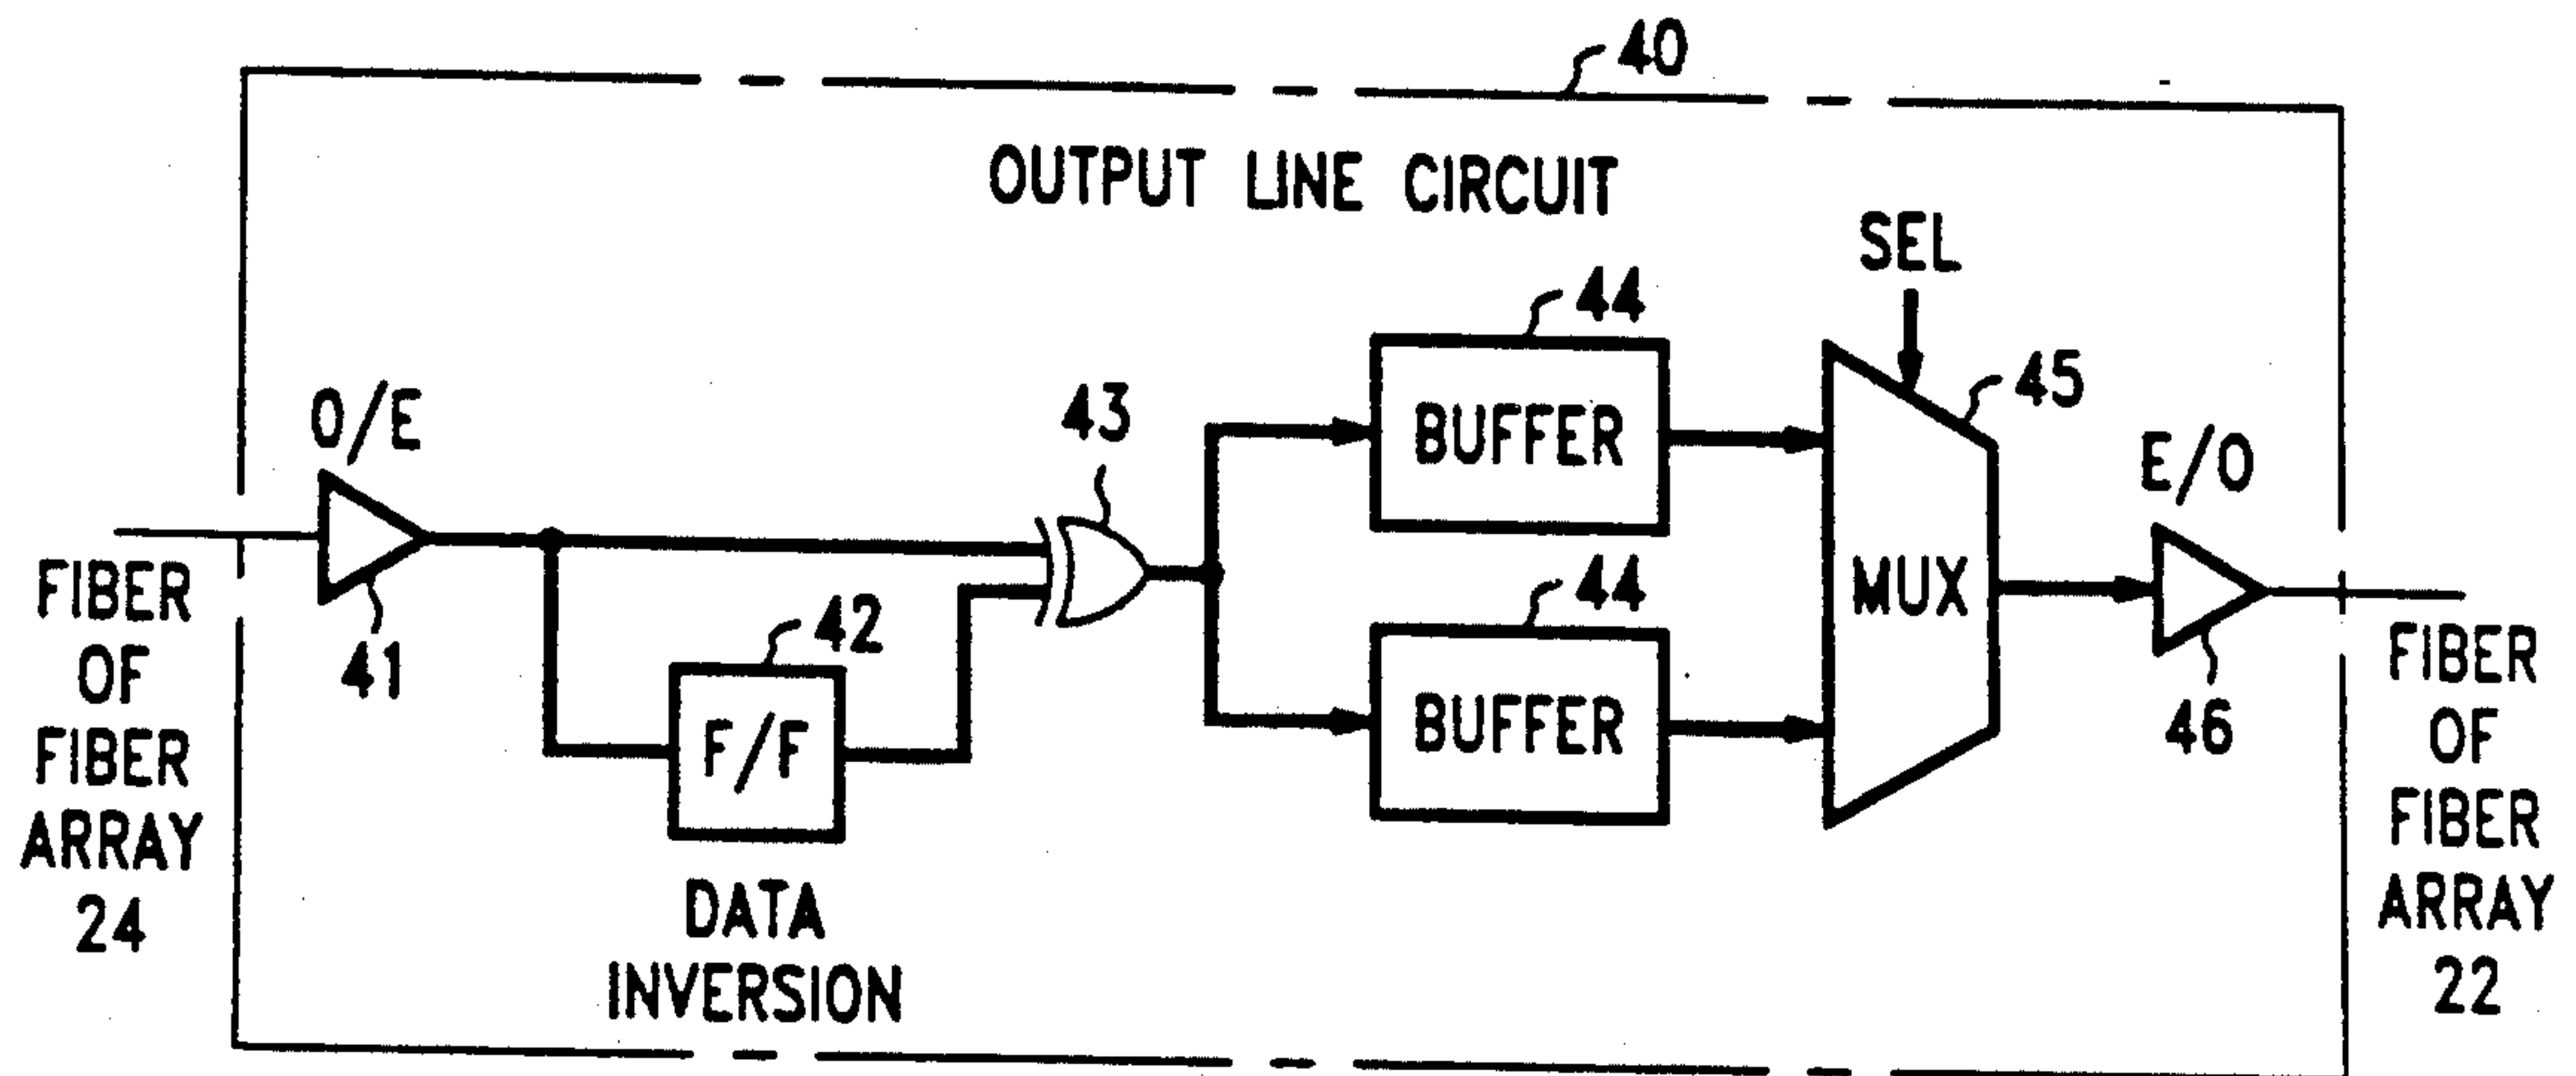 40
OUTPUT LINE CIRCUIT
SEL
44
45
O/E
43
BUFFER
E/O
MUX
FIBER
OF
FIBER
ARRAY
24
41
42
F/F
44
BUFFER
46
FIBER
OF
FIBER
ARRAY
22
DATA
INVERSION